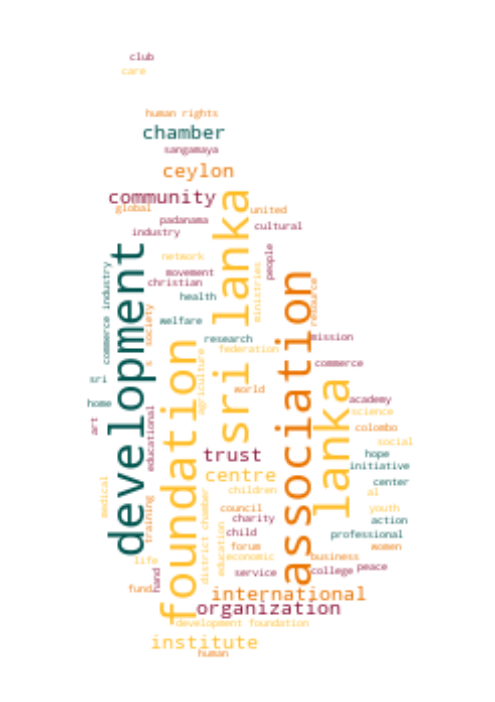 club
care
human rights
chamber
sangamaya
ceylon
community
global
united
padanama
industry
cultural
development
sri lanka
people
network
movement
christian
ministries
commerce industry
health
association
resource
society
s
welfare
research
mission
federation
foundation
agriculture
commerce
sri
world
lanka
home
academy
science
art
educational
colombo
social
trust
hope
initiative
centre
center
medical
children
al
training
district chamber
council
youth
charity
action
education
child
professional
forum
women
economic
business
life
service
college
peace
hand
fund
international
organization
development foundation
institute
human